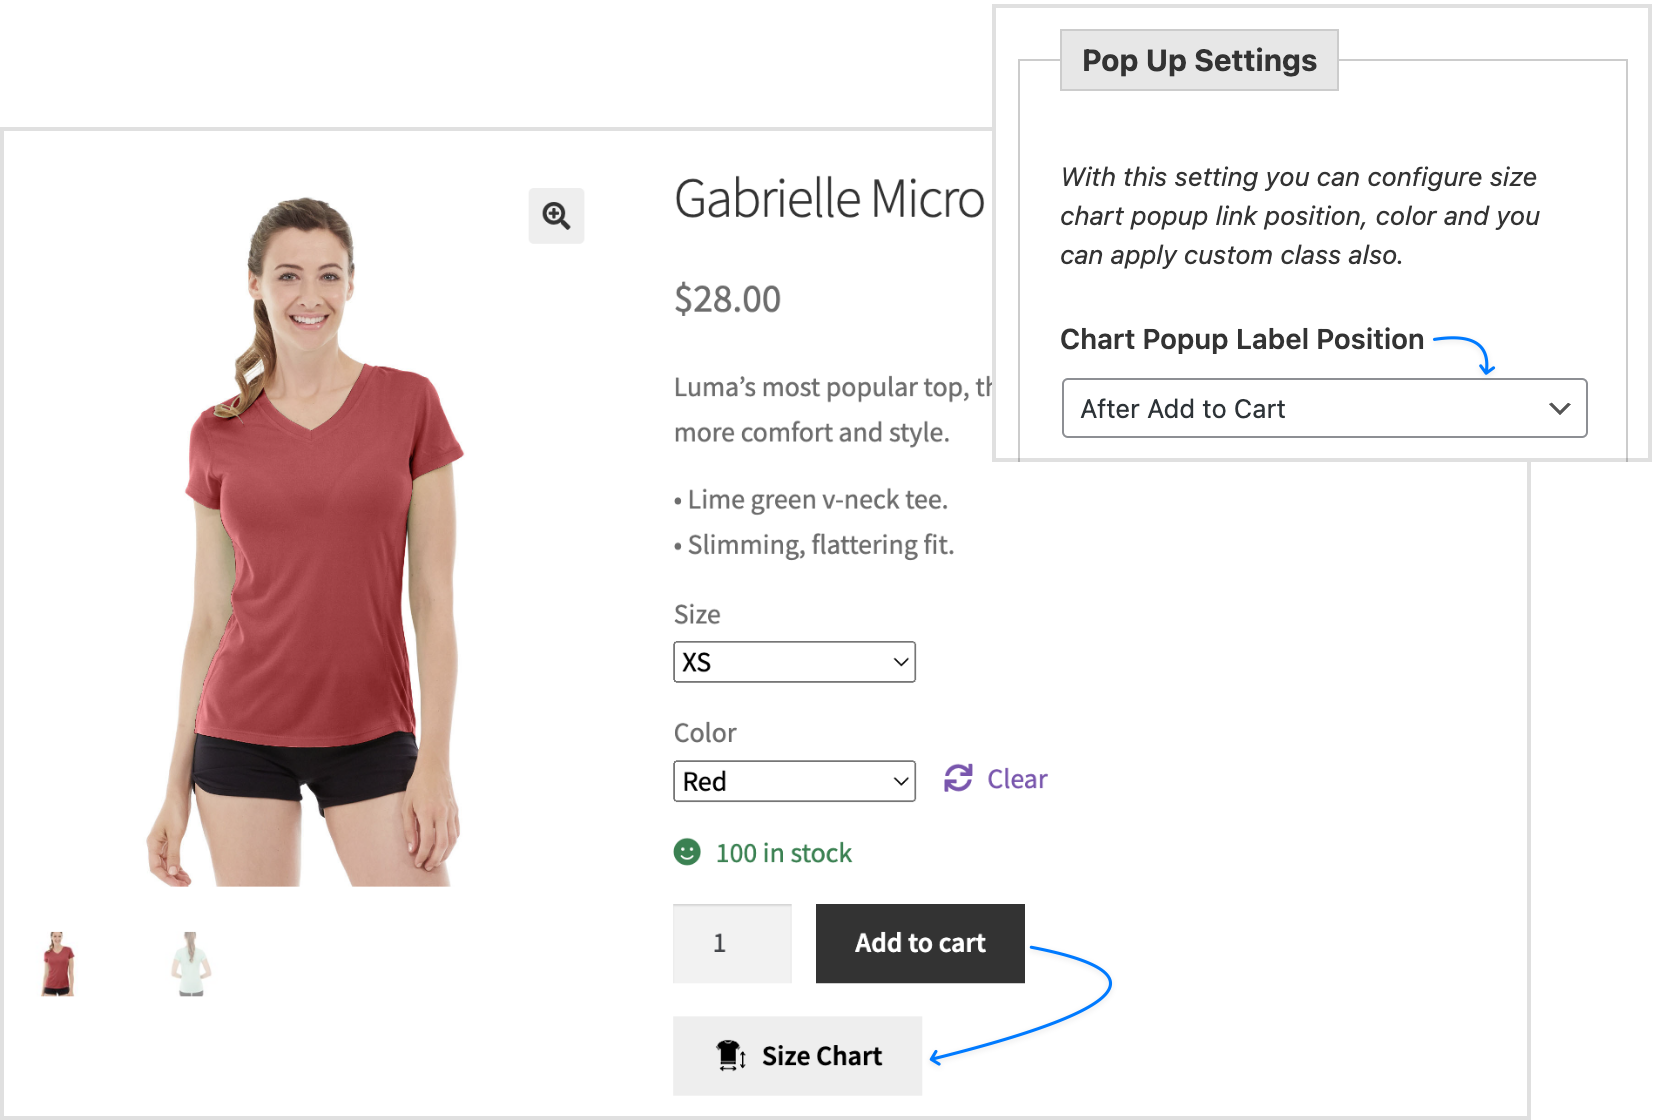 Pop Up Settings
With this setting you can configure size
chart popup link position, color and you
can apply custom class also.
Chart Popup Label Position
After Add to Cart
Gabrielle Micro
$28.00
Luma’s most popular top,
more comfort and style.
• Lime green v-neck tee.
• Slimming, flattering fit.
Size
XS
Color
Red
Clear
100 in stock
1
Add to cart
Size Chart